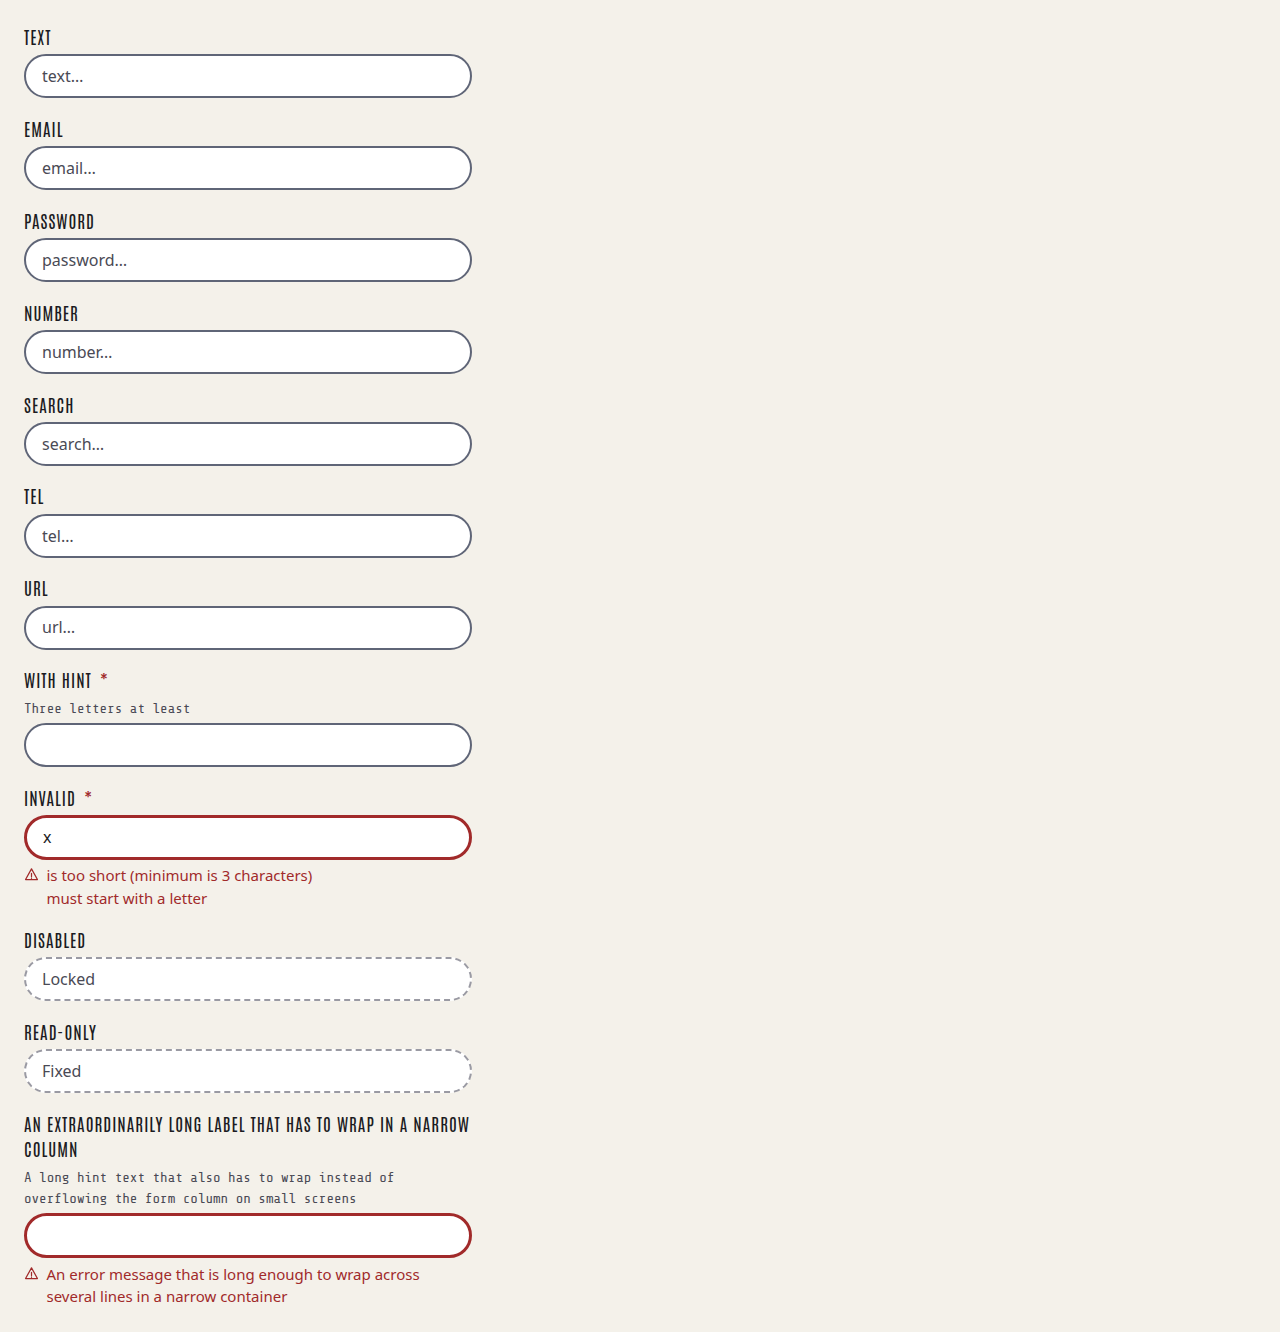 TEXT
text...
EMAIL
email...
PASSWORD
password...
NUMBER
number...
SEARCH
search...
TEL
tel...
URL
url...
WITH HINT *
Three letters at least
INVALID *
x
is too short (minimum is 3 characters)
must start with a letter
DISABLED
Locked
READ-ONLY
Fixed
AN EXTRAORDINARILY LONG LABEL THAT HAS TO WRAP IN A NARROW
COLUMN
A long hint text that also has to wrap instead of
overflowing the form column on small screens
An error message that is long enough to wrap across
several lines in a narrow container